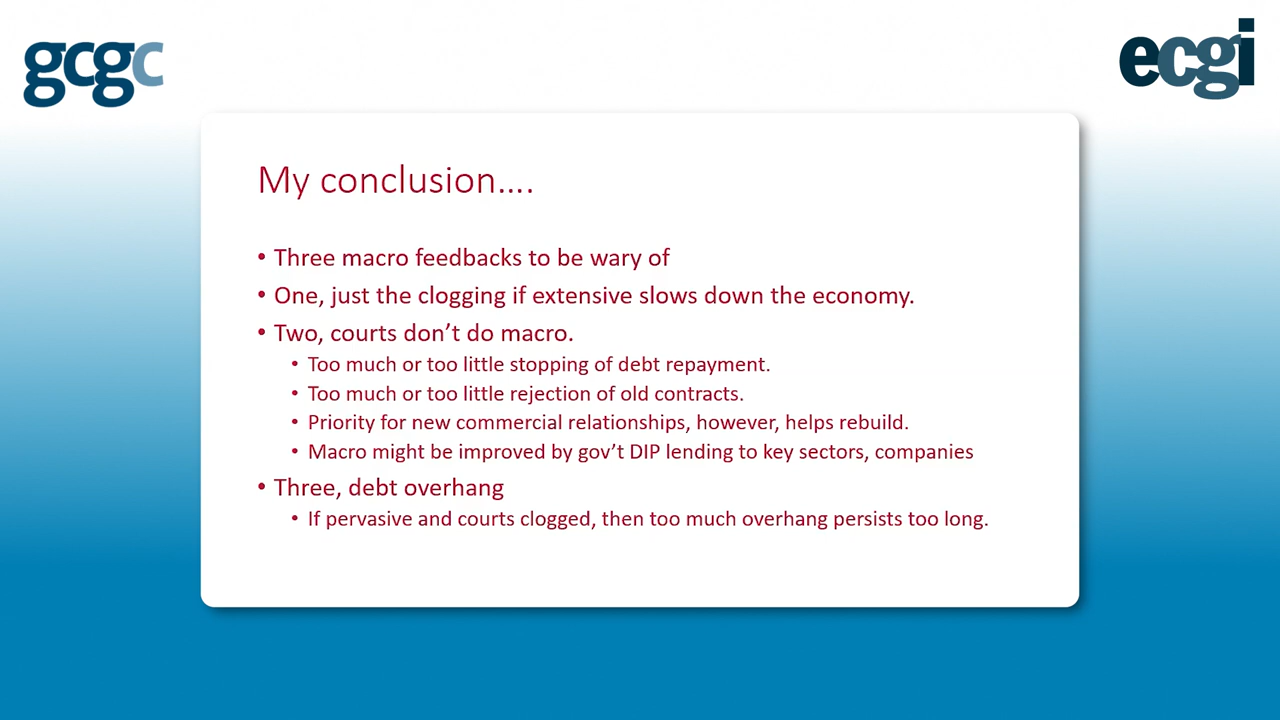 gcgc
ecgi
My conclusion....
• Three macro feedbacks to be wary of
• One, just the clogging if extensive slows down the economy.
• Two, courts don’t do macro.
• Too much or too little stopping of debt repayment.
• Too much or too little rejection of old contracts.
• Priority for new commercial relationships, however, helps rebuild.
• Macro might be improved by gov’t DIP lending to key sectors, companies
• Three, debt overhang
• If pervasive and courts clogged, then too much overhang persists too long.